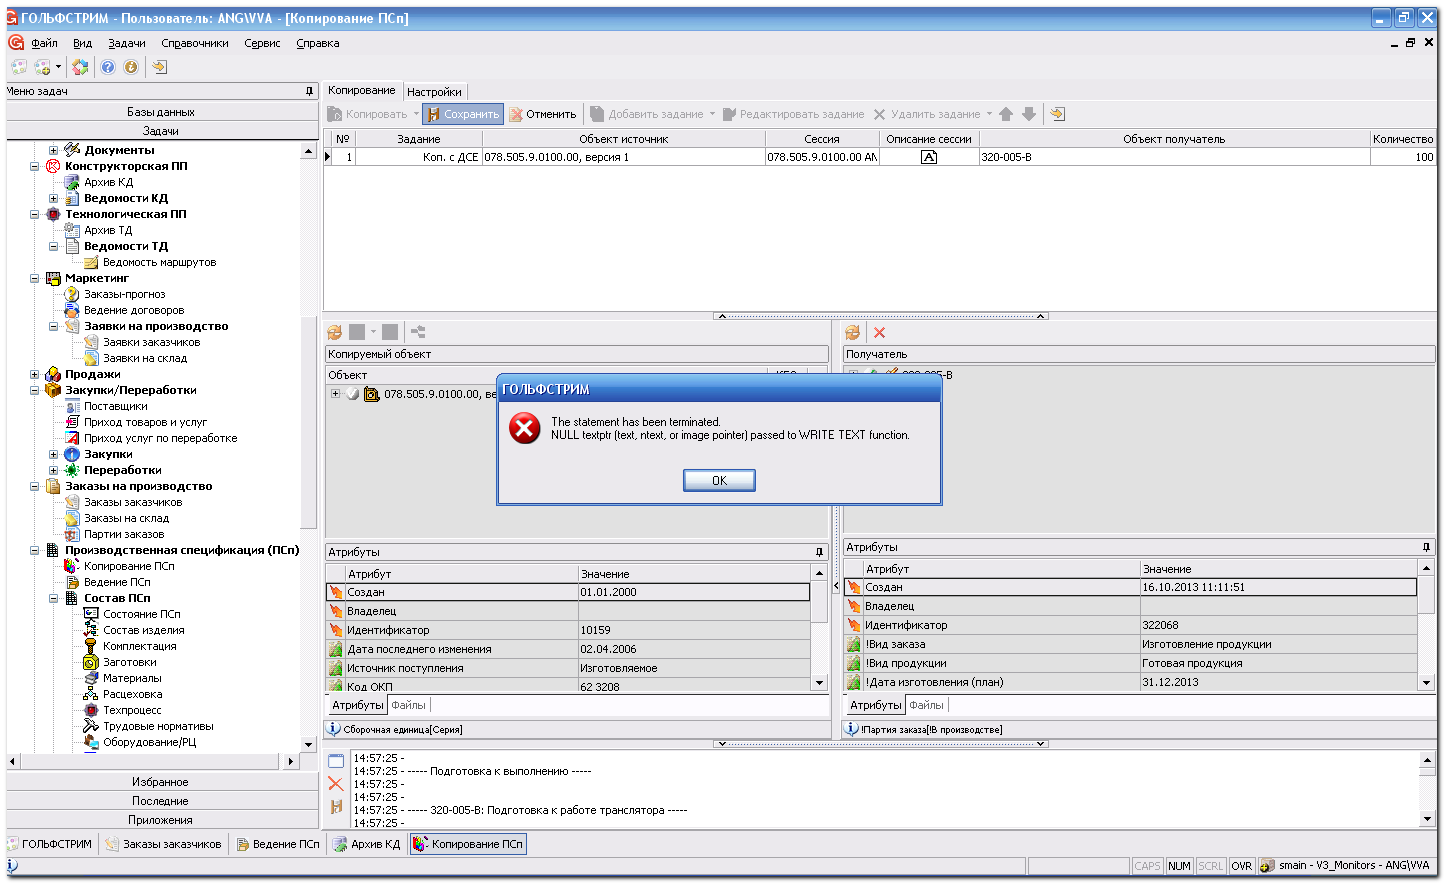 ГОЛЬФСТРИМ - Пользователь: ANG\VVA - [Копирование ПСп]
Файл Вид Задачи Справочники Сервис Справка
Меню задач
Базы данных
Задачи
Документы
Конструкторская ПП
Архив КД
Ведомости КД
Технологическая ПП
Архив ТД
Ведомости ТД
Ведомость маршрутов
Маркетинг
Заказы-прогноз
Ведение договоров
Заявки на производство
Заявки заказчиков
Заявки на склад
Продажи
Закупки/Переработки
Поставщики
Приход товаров и услуг
Приход услуг по переработке
Закупки
Переработки
Заказы на производство
Заказы заказчиков
Заказы на склад
Партии заказов
Производственная спецификация (ПСп)
Копирование ПСп
Ведение ПСп
Состав ПСп
Состояние ПСп
Состав изделия
Комплектация
Заготовки
Материалы
Расцеховка
Техпроцесс
Трудовые нормативы
Оборудование/РЦ
Избранное
Последние
Приложения
Копирование Настройки
Копировать Сохранить Отменить Добавить задание Редактировать задание Удалить задание
№ Задание Объект источник Сессия Описание сессии Объект получатель Количество
1 Коп. с ДСЕ 078.505.9.0100.00, версия 1 078.505.9.0100.00 AN A 320-005-В 100
Копируемый объект
Объект
078.505.9.0100.00, ве
Получатель
ГОЛЬФСТРИМ
The statement has been terminated.
NULL textptr (text, ntext, or image pointer) passed to WRITE TEXT function.
OK
Атрибуты
Атрибут Значение
Создан 01.01.2000
Владелец
Идентификатор 10159
Дата последнего изменения 02.04.2006
Источник поступления Изготовляемое
Код ОКП 62 3208
Атрибуты Файлы
Сборочная единица[Серия]
Атрибуты
Атрибут Значение
Создан 16.10.2013 11:11:51
Владелец
Идентификатор 322068
!Вид заказа Изготовление продукции
!Вид продукции Готовая продукция
!Дата изготовления (план) 31.12.2013
Атрибуты Файлы
!Партия заказа[!В производстве]
14:57:25 -
14:57:25 - ----- Подготовка к выполнению -----
14:57:25 -
14:57:25 -
14:57:25 - ----- 320-005-В: Подготовка к работе транслятора -----
14:57:25 -
ГОЛЬФСТРИМ Заказы заказчиков Ведение ПСп Архив КД Копирование ПСп
CAPS NUM SCRL OVR smain - V3_Monitors - ANG\VVA